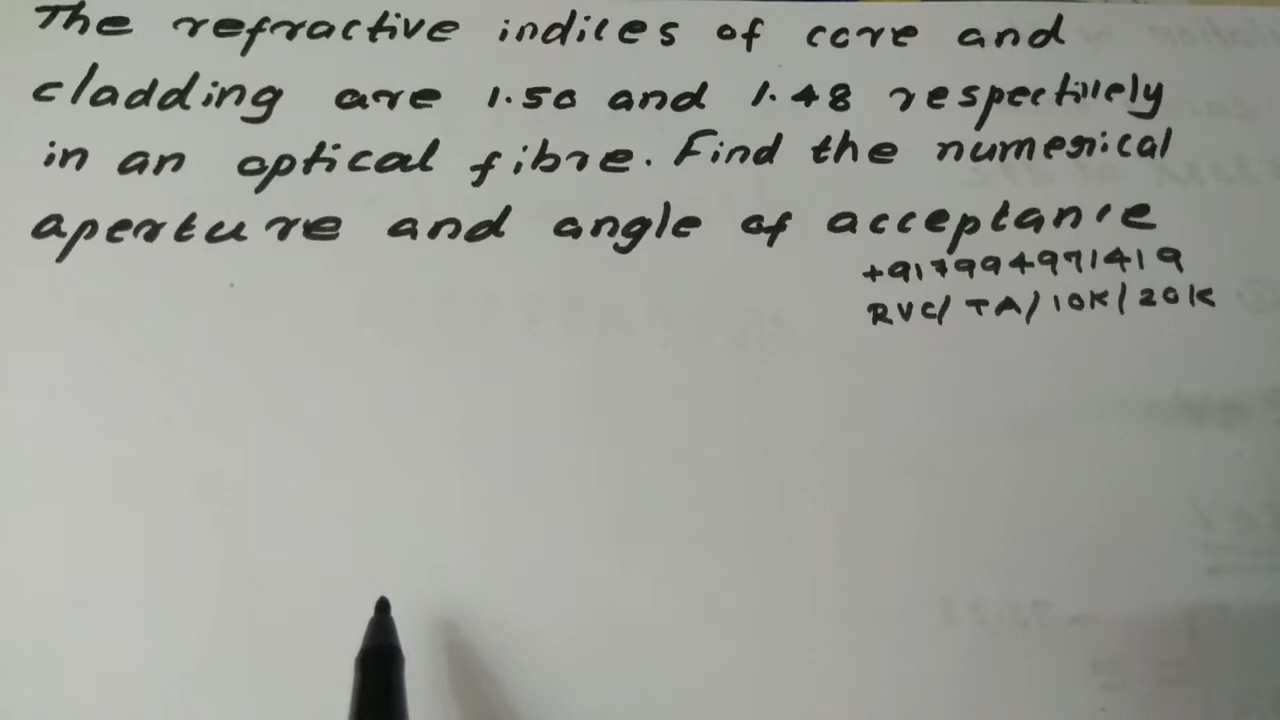 The refractive indices of core and
cladding are 1.50 and 1.48 respectively
in an optical fibre. Find the numerical
aperture and angle of acceptance
+917994971419
RVC/ TA/10K/20K